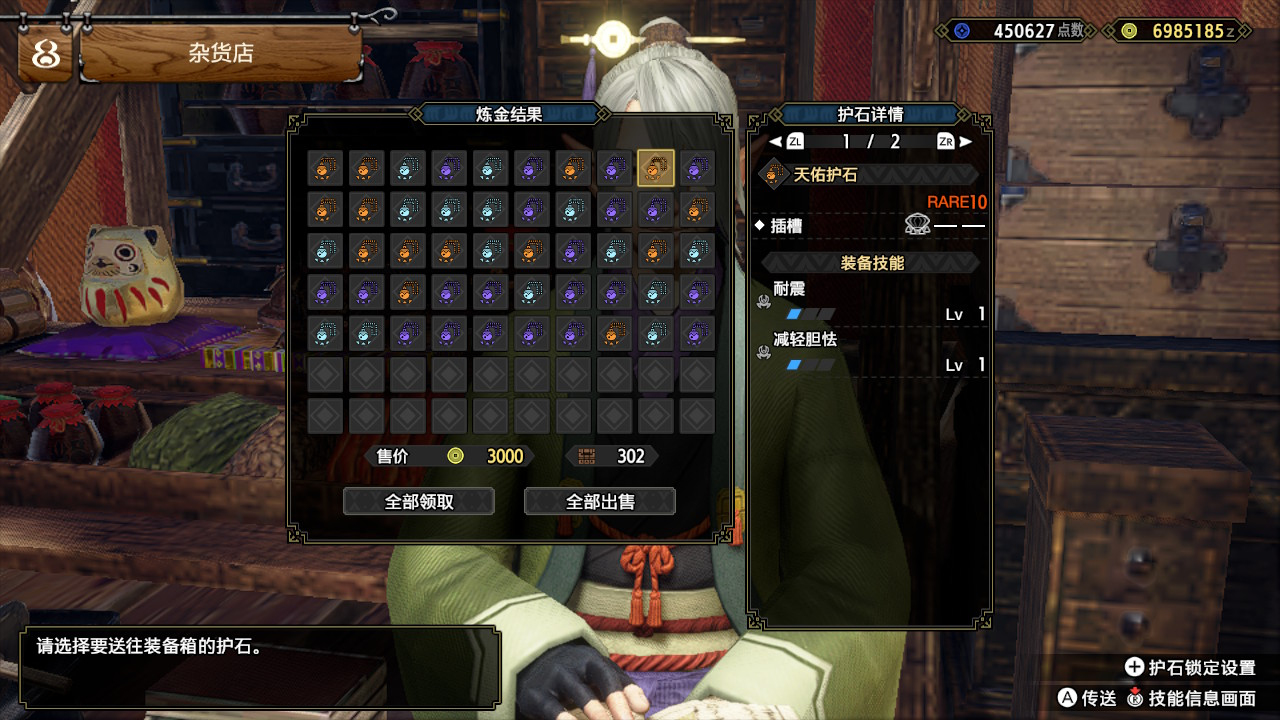 杂货店
450627点数
6985185z
炼金结果
售价 3000
302
全部领取
全部出售
护石详情
ZL 1 / 2 ZR
天佑护石
RARE10
插槽
装备技能
耐震
Lv 1
减轻胆怯
Lv 1
请选择要送往装备箱的护石。
+护石锁定设置
A传送 R技能信息画面